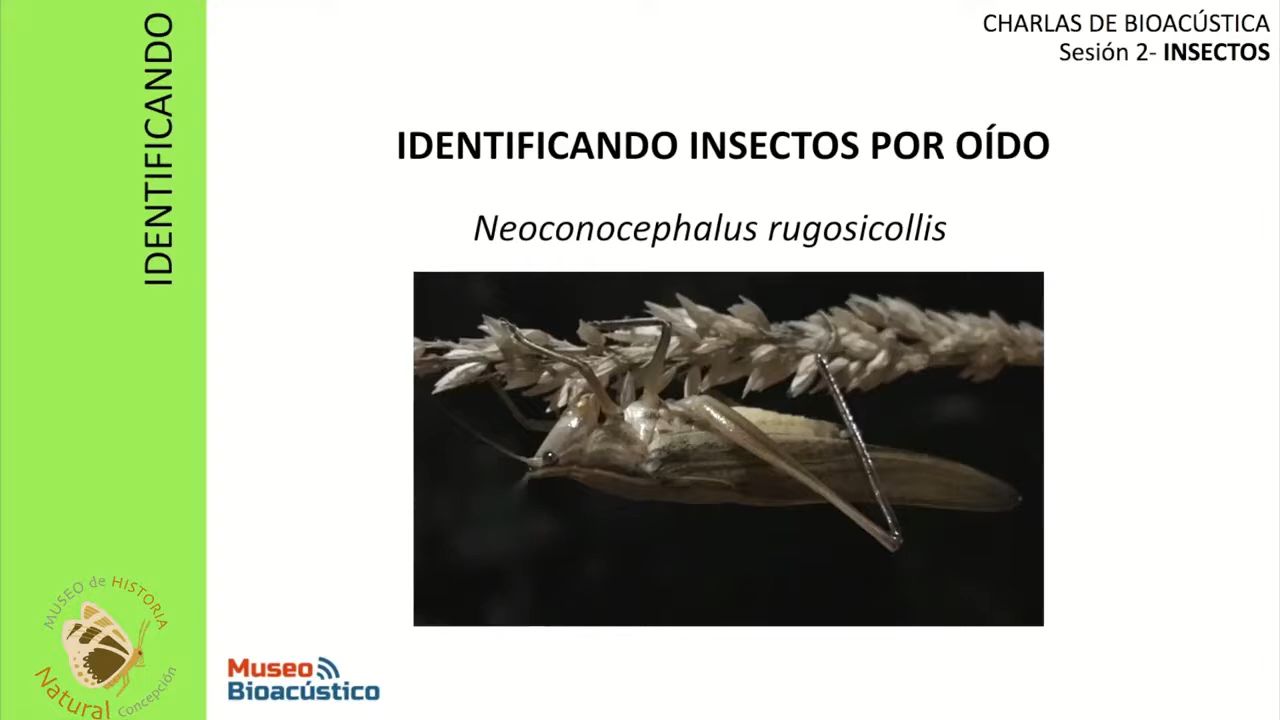 IDENTIFICANDO
CHARLAS DE BIOACÚSTICA
Sesión 2- INSECTOS
IDENTIFICANDO INSECTOS POR OÍDO
Neoconocephalus rugosicollis
MUSEO de HISTORIA
Natural Concepción
Museo
Bioacústico